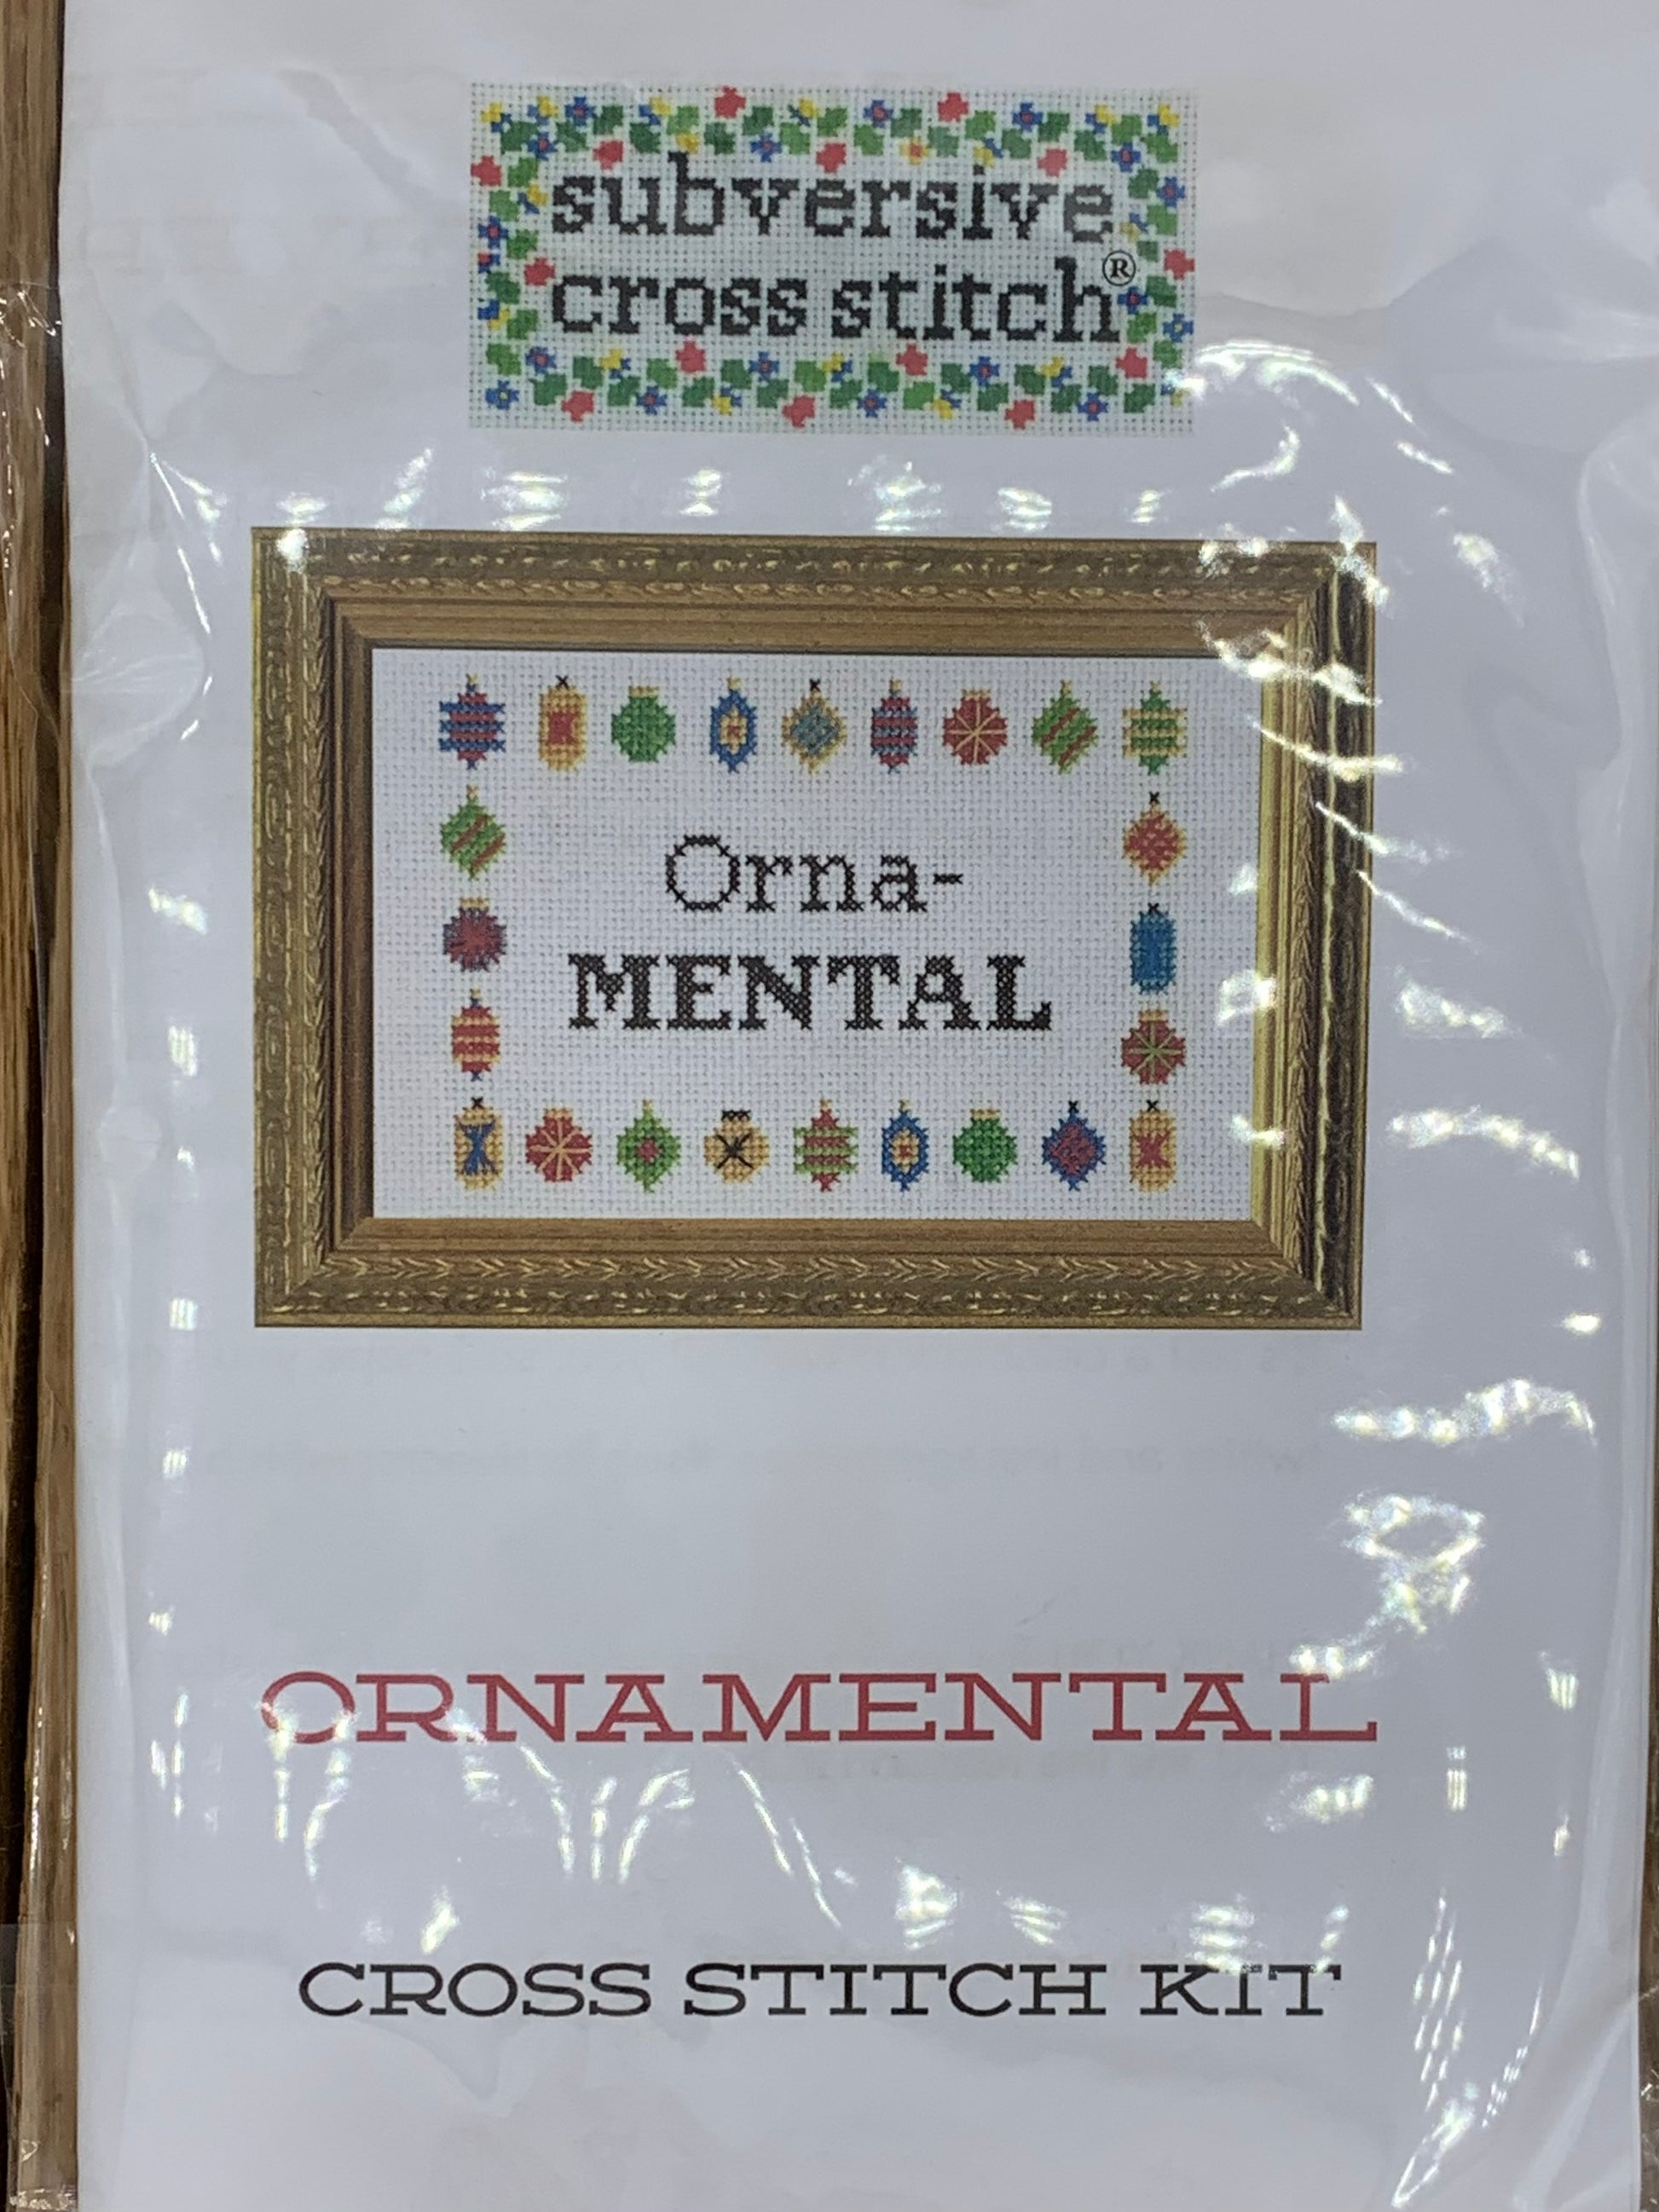 subversive
cross stitch®
Orna-
MENTAL
ORNAMENTAL
CROSS STITCH KIT